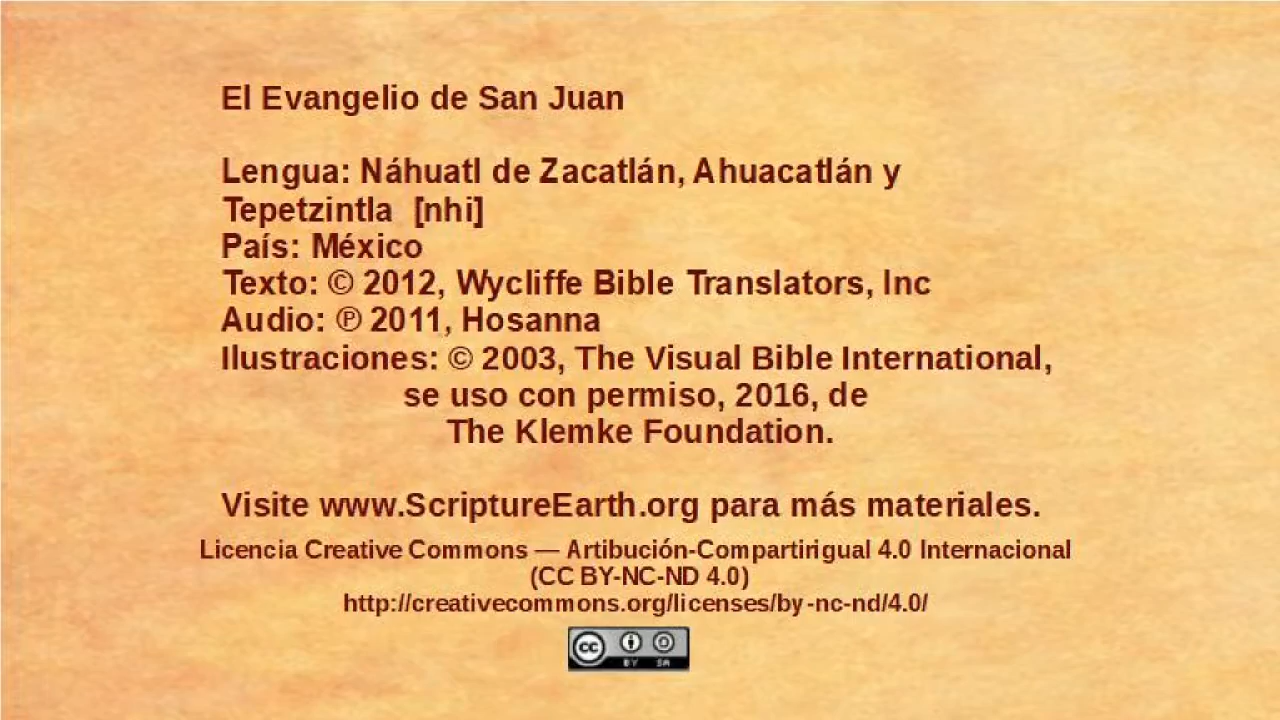 El Evangelio de San Juan
Lengua: Náhuatl de Zacatlán, Ahuacatlán y
Tepetzintla [nhi]
País: México
Texto: © 2012, Wycliffe Bible Translators, Inc
Audio: ℗ 2011, Hosanna
Ilustraciones: © 2003, The Visual Bible International,
se uso con permiso, 2016, de
The Klemke Foundation.
Visite www.ScriptureEarth.org para más materiales.
Licencia Creative Commons — Artibución-Compartirigual 4.0 Internacional
(CC BY-NC-ND 4.0)
http://creativecommons.org/licenses/by-nc-nd/4.0/
cc BY SA